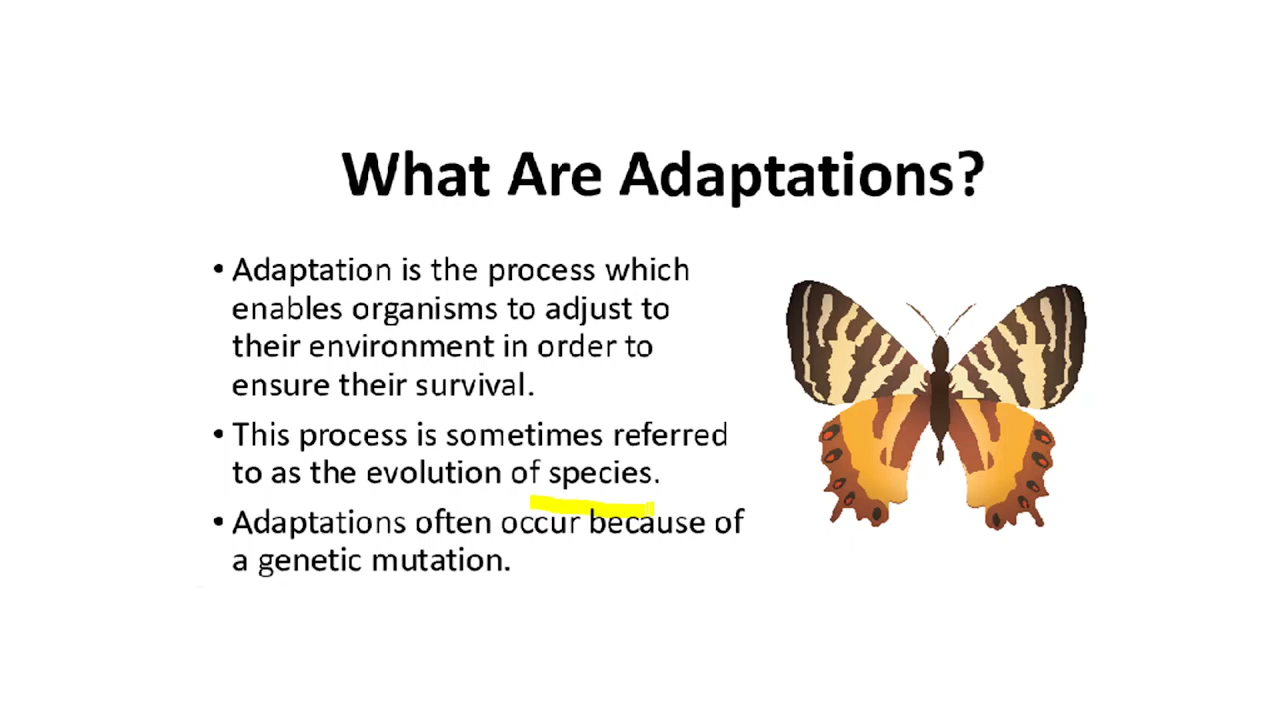 What Are Adaptations?
• Adaptation is the process which
enables organisms to adjust to
their environment in order to
ensure their survival.
• This process is sometimes referred
to as the evolution of species.
• Adaptations often occur because of
a genetic mutation.